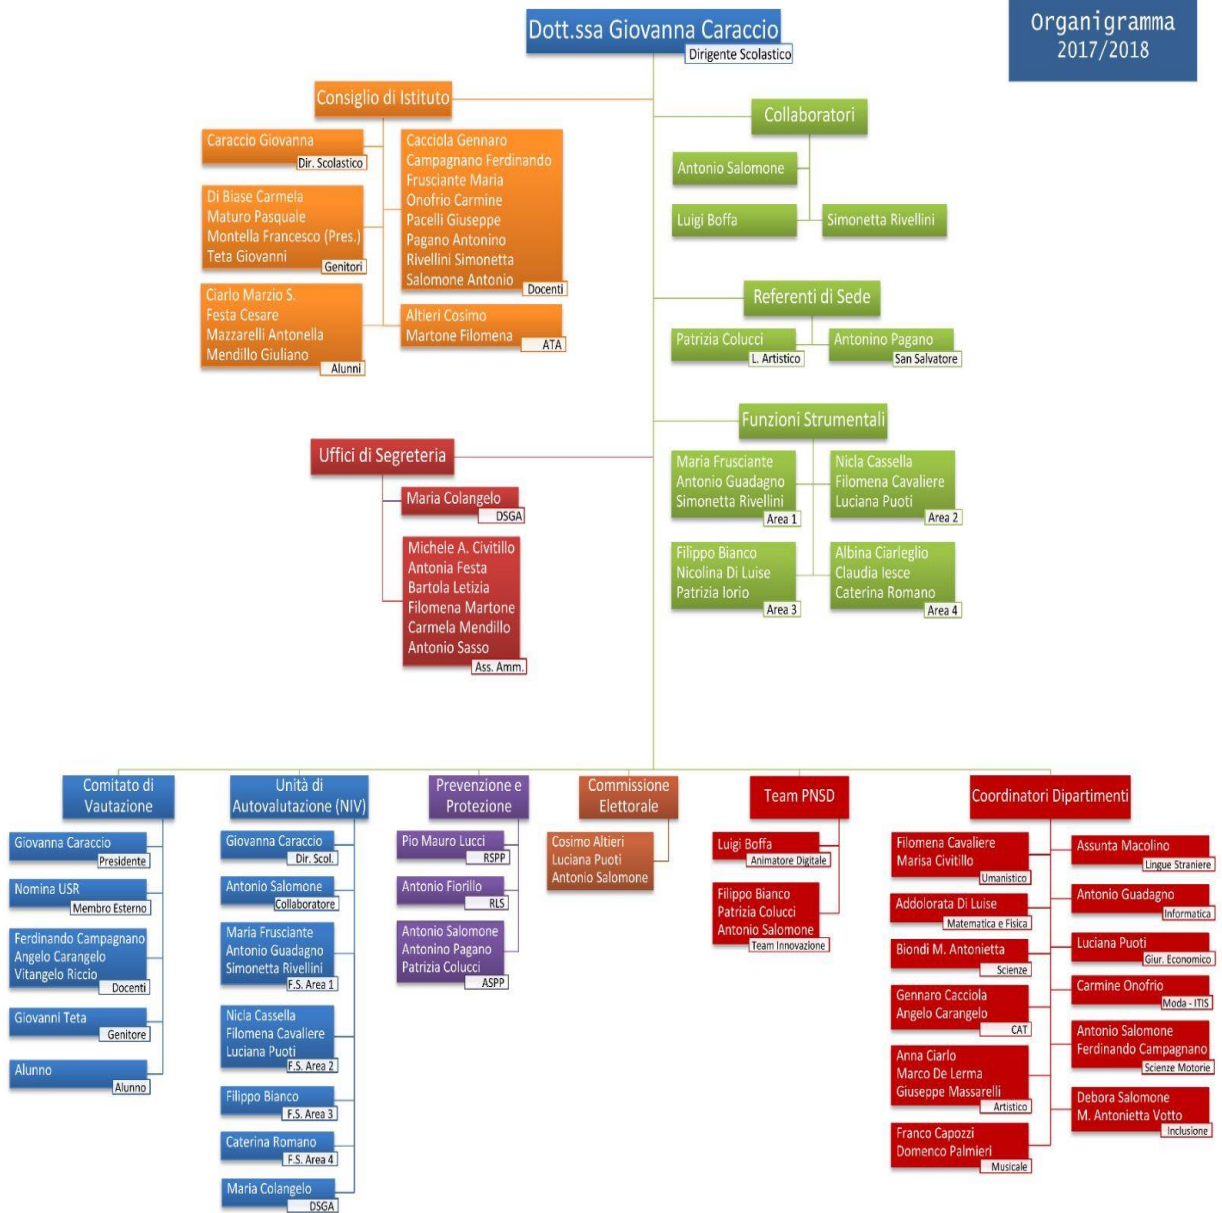 Dott.ssa Giovanna Caraccio
Dirigente Scolastico
Organigramma
2017/2018
Consiglio di Istituto
Caraccio Giovanna
Dir. Scolastico
Di Biase Carmela
Maturo Pasquale
Montella Francesco (Pres.)
Teta Giovanni
Genitori
Ciarlo Marzio S.
Festa Cesare
Mazzarelli Antonella
Mendillo Giuliano
Alunni
Cacciola Gennaro
Campagnano Ferdinando
Frusciante Maria
Onofrio Carmine
Pacelli Giuseppe
Pagano Antonino
Rivellini Simonetta
Salomone Antonio
Docenti
Altieri Cosimo
Martone Filomena
ATA
Collaboratori
Antonio Salomone
Luigi Boffa
Simonetta Rivellini
Referenti di Sede
Patrizia Colucci
L. Artistico
Antonino Pagano
San Salvatore
Funzioni Strumentali
Maria Frusciante
Antonio Guadagno
Simonetta Rivellini
Area 1
Nicla Cassella
Filomena Cavaliere
Luciana Puoti
Area 2
Filippo Bianco
Nicolina Di Luise
Patrizia Iorio
Area 3
Albina Ciarleglio
Claudia Iesce
Caterina Romano
Area 4
Uffici di Segreteria
Maria Colangelo
DSGA
Michele A. Civitillo
Antonia Festa
Bartola Letizia
Filomena Martone
Carmela Mendillo
Antonio Sasso
Ass. Amm.
Comitato di
Vautazione
Giovanna Caraccio
Presidente
Nomina USR
Membro Esterno
Ferdinando Campagnano
Angelo Carangelo
Vitangelo Riccio
Docenti
Giovanni Teta
Genitore
Alunno
Alunno
Unità di
Autovalutazione (NIV)
Giovanna Caraccio
Dir. Scol.
Antonio Salomone
Collaboratore
Maria Frusciante
Antonio Guadagno
Simonetta Rivellini
F.S. Area 1
Nicla Cassella
Filomena Cavaliere
Luciana Puoti
F.S. Area 2
Filippo Bianco
F.S. Area 3
Caterina Romano
F.S. Area 4
Maria Colangelo
DSGA
Prevenzione e
Protezione
Pio Mauro Lucci
RSPP
Antonio Fiorillo
RLS
Antonio Salomone
Antonino Pagano
Patrizia Colucci
ASPP
Commissione
Elettorale
Cosimo Altieri
Luciana Puoti
Antonio Salomone
Team PNSD
Luigi Boffa
Animatore Digitale
Filippo Bianco
Patrizia Colucci
Antonio Salomone
Team Innovazione
Coordinatori Dipartimenti
Filomena Cavaliere
Marisa Civitillo
Umanistico
Addolorata Di Luise
Matematica e Fisica
Biondi M. Antonietta
Scienze
Gennaro Cacciola
Angelo Carangelo
CAT
Anna Ciarlo
Marco De Lerma
Giuseppe Massarelli
Artistico
Franco Capozzi
Domenco Palmieri
Musicale
Assunta Macolino
Lingue Straniere
Antonio Guadagno
Informatica
Luciana Puoti
Giur. Economico
Carmine Onofrio
Moda - ITIS
Antonio Salomone
Ferdinando Campagnano
Scienze Motorie
Debora Salomone
M. Antonietta Votto
Inclusione